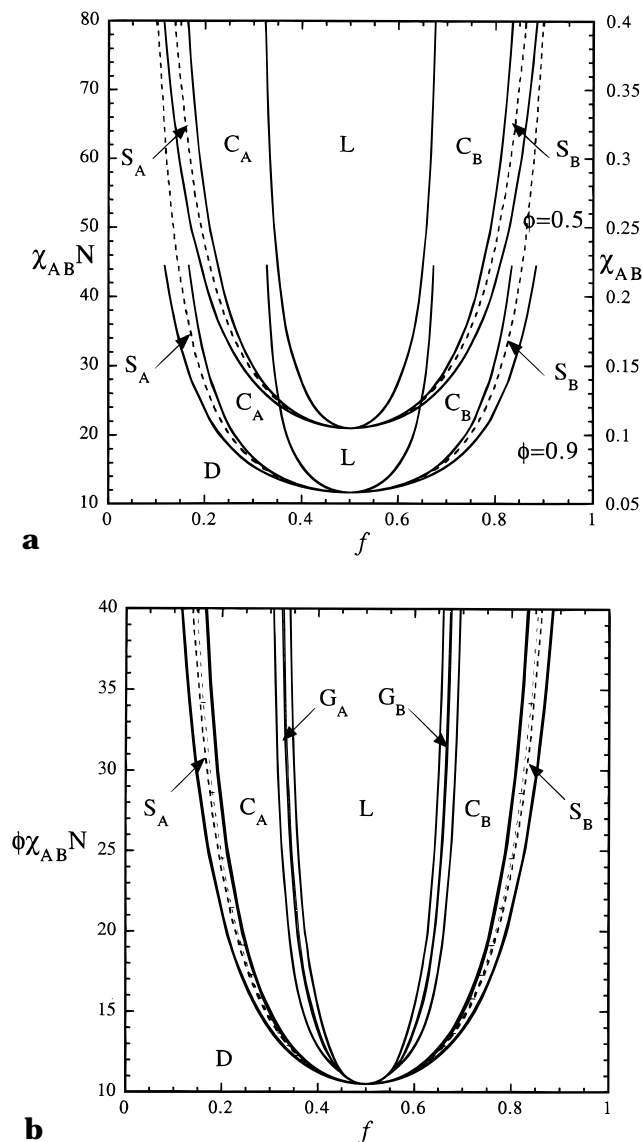 80 0.4
70 0.35
S_A C_A L C_B S_B
60 0.3
ϕ=0.5
50 0.25
χ_AB N χ_AB
40 0.2
S_A S_B
30 0.15
C_A C_B
20 L 0.1
D ϕ=0.9
10 0.05
0 0.2 0.4 0.6 0.8 1
a f
40
35
G_A G_B
30
S_A C_A L C_B S_B
25
ϕχ_AB N
20
15
D
10
0 0.2 0.4 0.6 0.8 1
b f